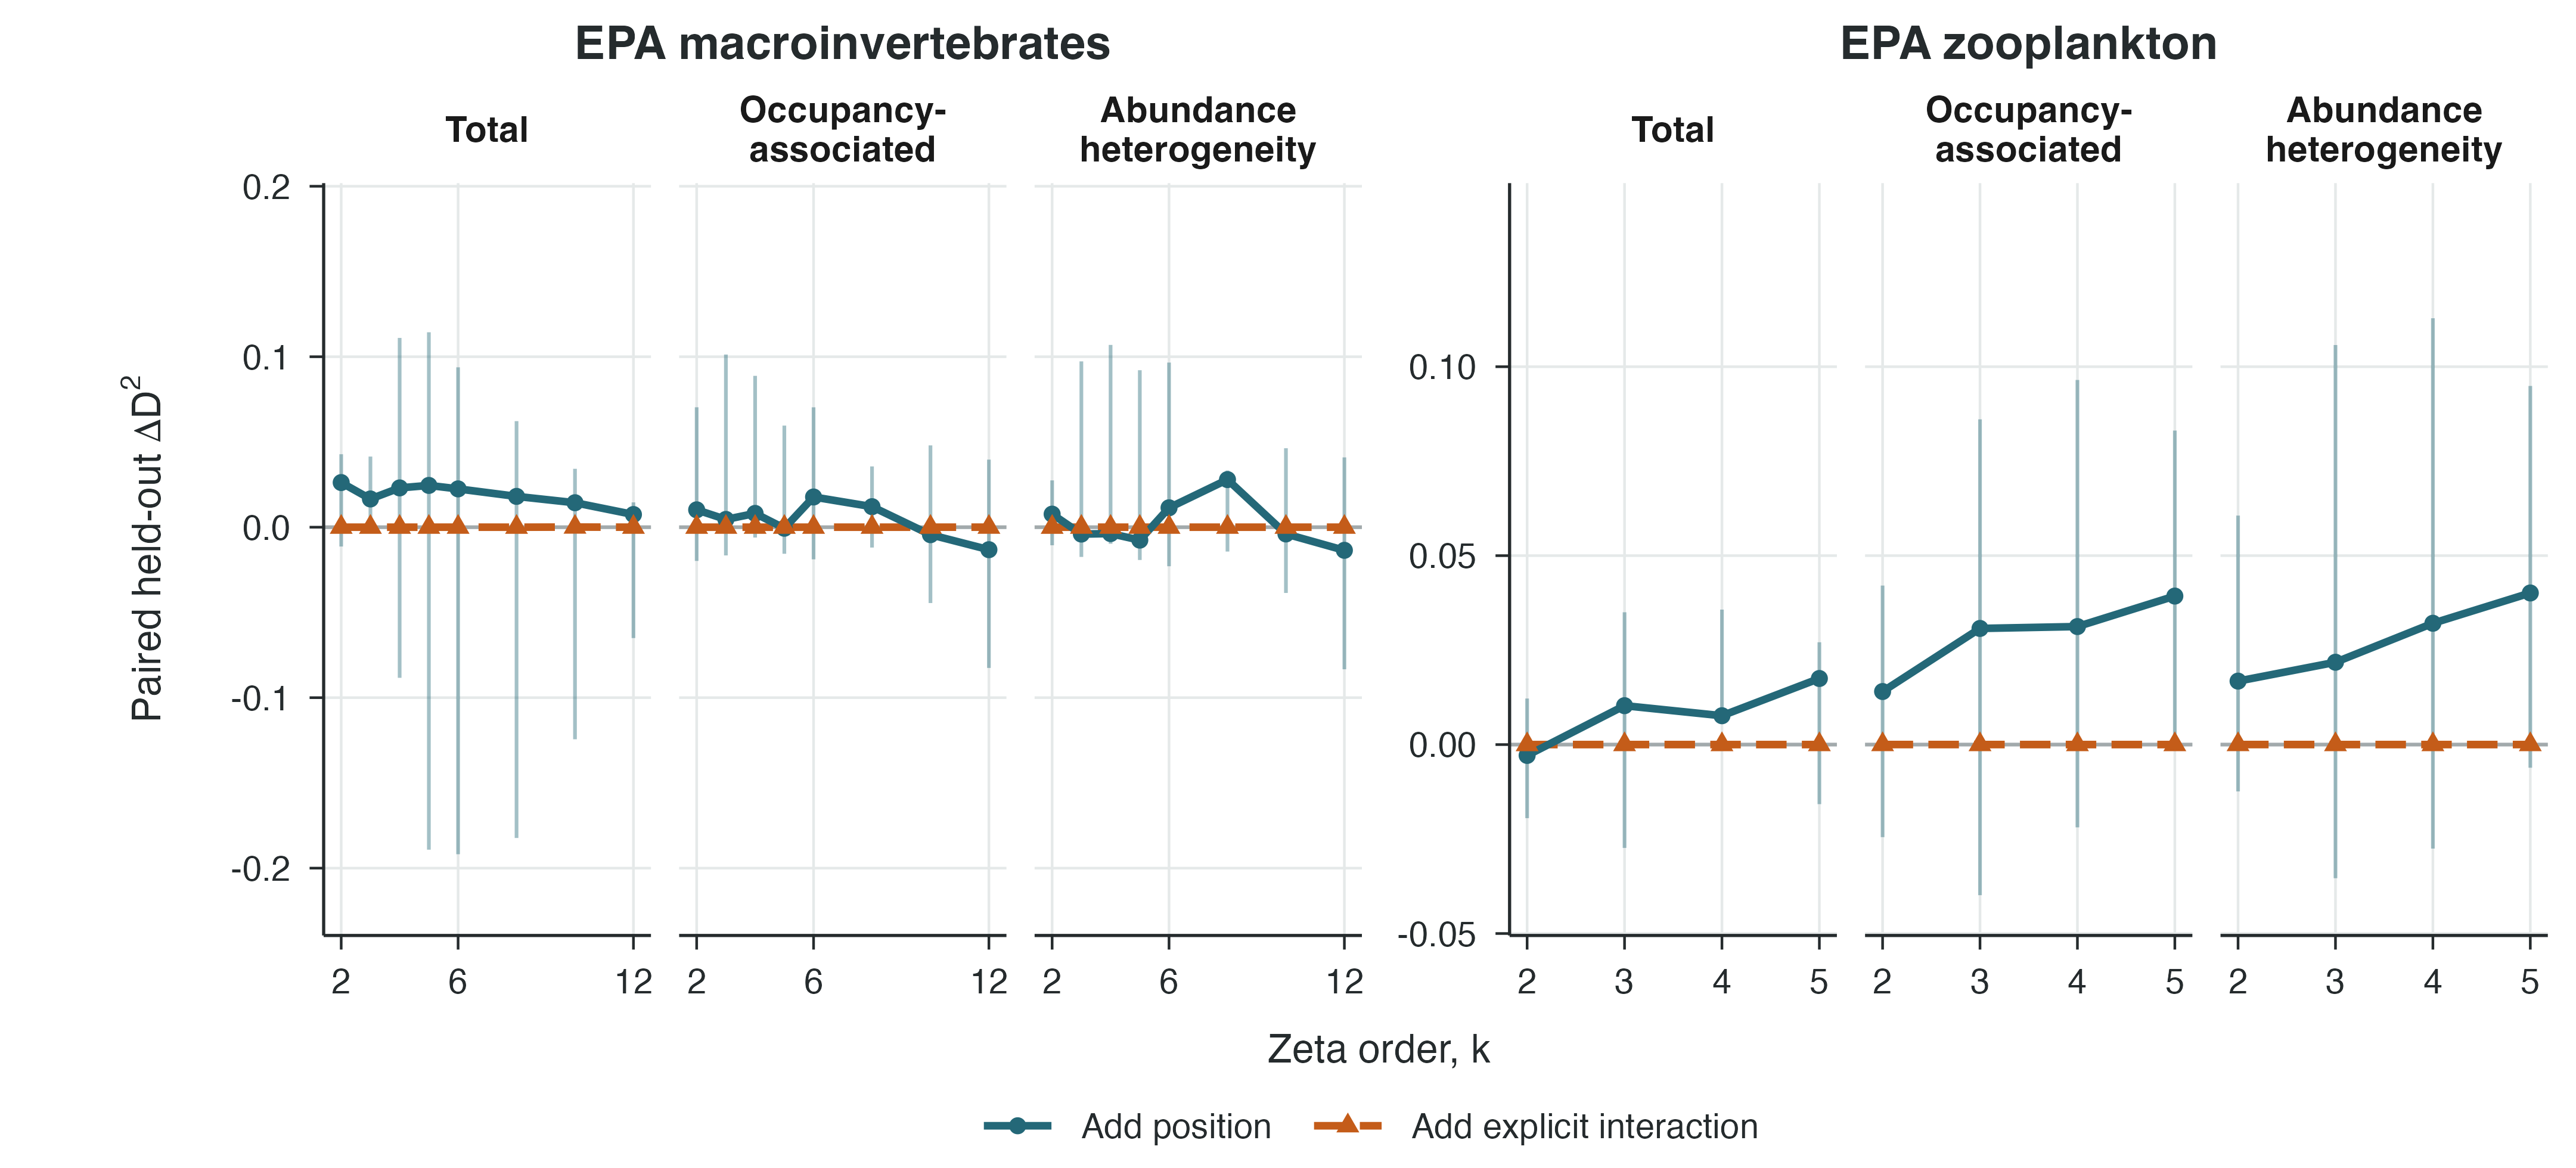 EPA macroinvertebrates
EPA zooplankton
Total
Occupancy-
associated
Abundance
heterogeneity
Total
Occupancy-
associated
Abundance
heterogeneity
Paired held-out ΔD²
0.2
0.1
0.0
-0.1
-0.2
0.10
0.05
0.00
-0.05
2 6 12 2 6 12 2 6 12
2 3 4 5 2 3 4 5 2 3 4 5
Zeta order, k
Add position Add explicit interaction